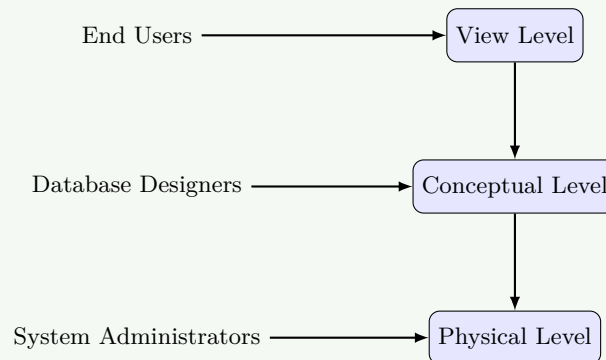 End Users
View Level
Database Designers
Conceptual Level
System Administrators
Physical Level